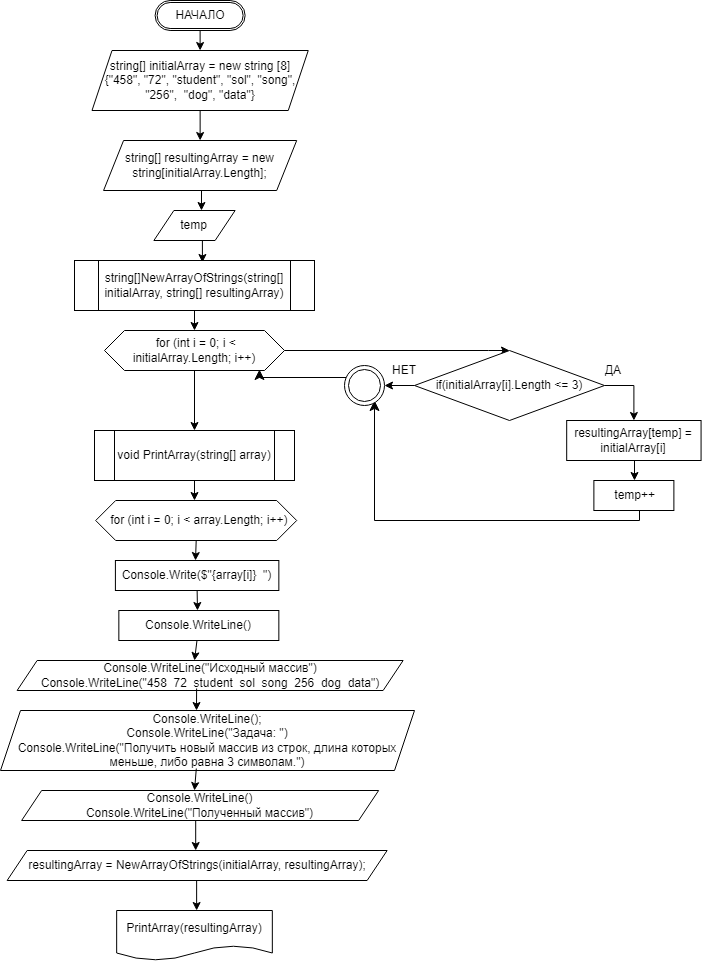 НАЧАЛО
string[] initialArray = new string [8]
{"458", "72", "student", "sol", "song",
"256", "dog", "data"}
string[] resultingArray = new
string[initialArray.Length];
temp
string[]NewArrayOfStrings(string[]
initialArray, string[] resultingArray)
for (int i = 0; i <
initialArray.Length; i++)
НЕТ
if(initialArray[i].Length <= 3)
ДА
resultingArray[temp] =
initialArray[i]
temp++
void PrintArray(string[] array)
for (int i = 0; i < array.Length; i++)
Console.Write($"{array[i]} ")
Console.WriteLine()
Console.WriteLine("Исходный массив")
Console.WriteLine("458 72 student sol song 256 dog data")
Console.WriteLine();
Console.WriteLine("Задача: ")
Console.WriteLine("Получить новый массив из строк, длина которых
меньше, либо равна 3 символам.")
Console.WriteLine()
Console.WriteLine("Полученный массив")
resultingArray = NewArrayOfStrings(initialArray, resultingArray);
PrintArray(resultingArray)